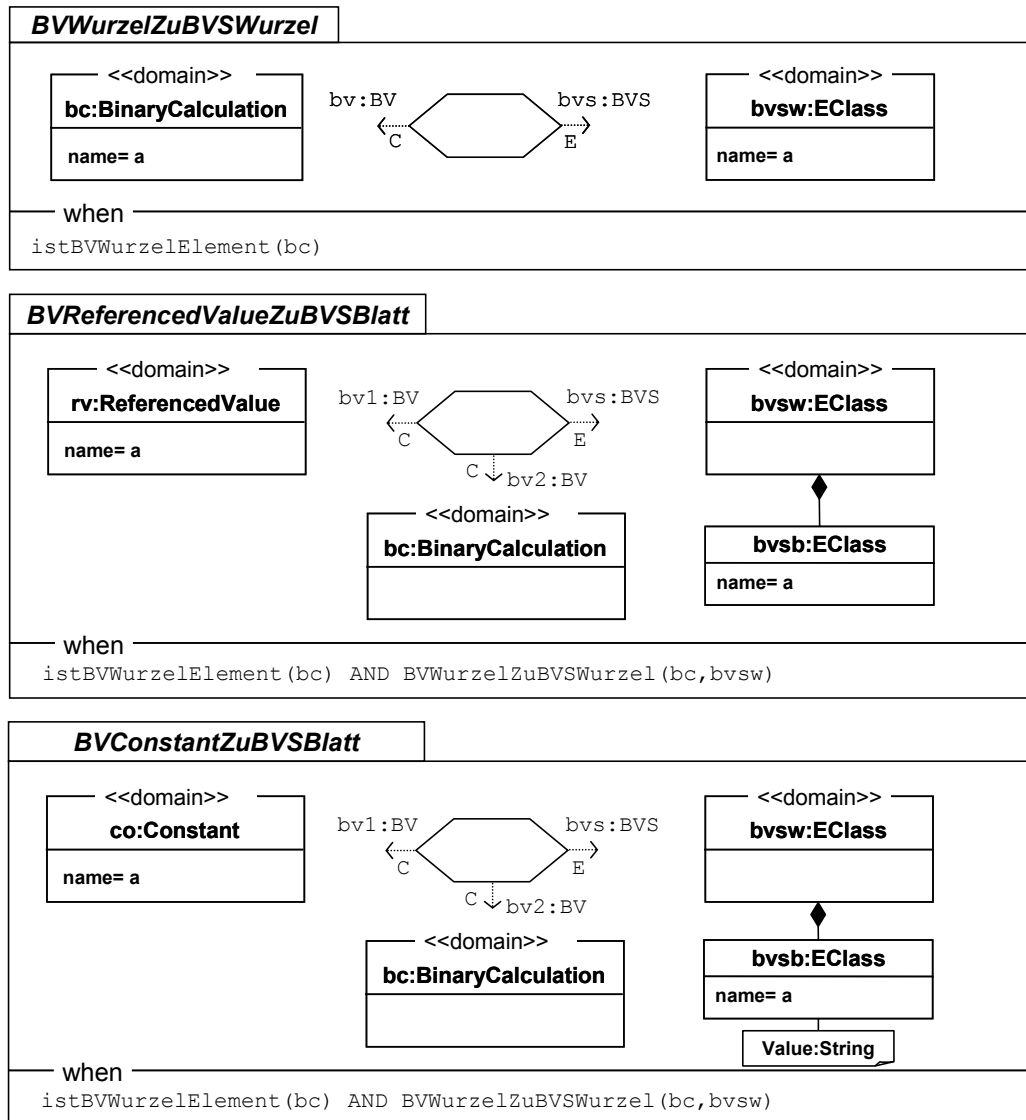 BVWurzelZuBVSWurzel
<<domain>>
bc:BinaryCalculation
name= a
bv:BV
C
bvs:BVS
E
<<domain>>
bvsw:EClass
name= a
when
istBVWurzelElement(bc)
BVReferencedValueZuBVSBlatt
<<domain>>
rv:ReferencedValue
name= a
bv1:BV
C
bvs:BVS
E
C
bv2:BV
<<domain>>
bc:BinaryCalculation
<<domain>>
bvsw:EClass
bvsb:EClass
name= a
when
istBVWurzelElement(bc) AND BVWurzelZuBVSWurzel(bc,bvsw)
BVConstantZuBVSBlatt
<<domain>>
co:Constant
name= a
bv1:BV
C
bvs:BVS
E
C
bv2:BV
<<domain>>
bc:BinaryCalculation
<<domain>>
bvsw:EClass
bvsb:EClass
name= a
Value:String
when
istBVWurzelElement(bc) AND BVWurzelZuBVSWurzel(bc,bvsw)